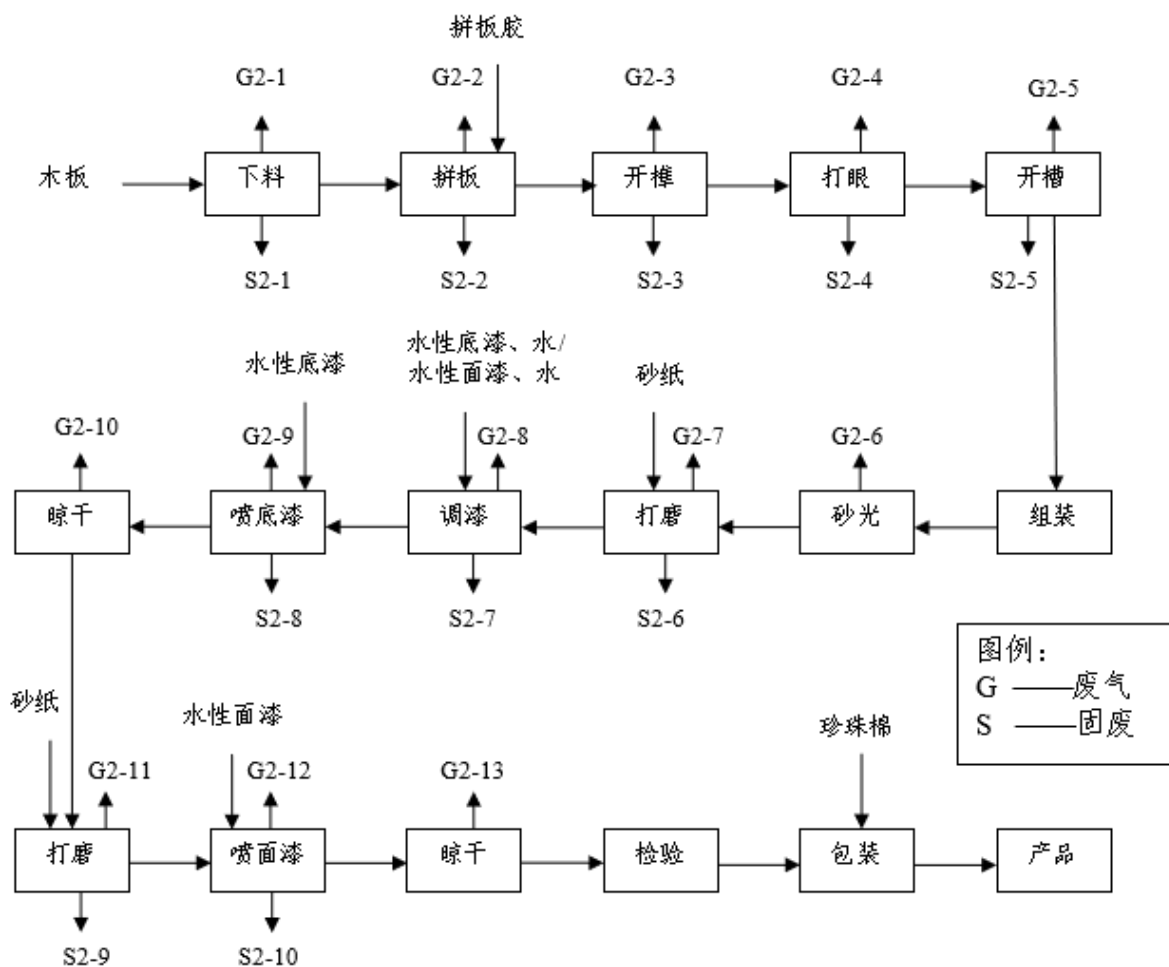 拼板胶
G2-1
G2-2
G2-3
G2-4
G2-5
木板
下料
拼板
开榫
打眼
开槽
S2-1
S2-2
S2-3
S2-4
S2-5
水性底漆
水性底漆、水/
水性面漆、水
砂纸
G2-10
G2-9
G2-8
G2-7
G2-6
晾干
喷底漆
调漆
打磨
砂光
组装
S2-8
S2-7
S2-6
图例：
G ——废气
S ——固废
砂纸
水性面漆
珍珠棉
G2-11
G2-12
G2-13
打磨
喷面漆
晾干
检验
包装
产品
S2-9
S2-10